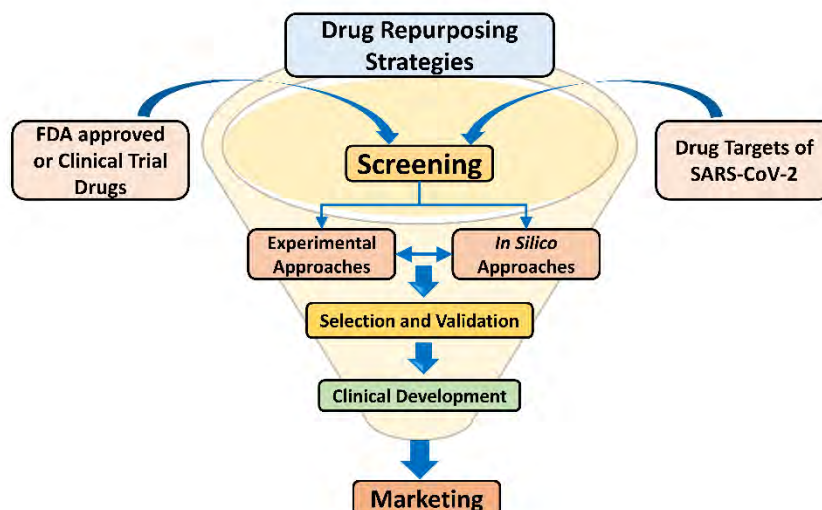 Drug Repurposing
Strategies
FDA approved
or Clinical Trial
Drugs
Drug Targets of
SARS-CoV-2
Screening
Experimental
Approaches
In Silico
Approaches
Selection and Validation
Clinical Development
Marketing